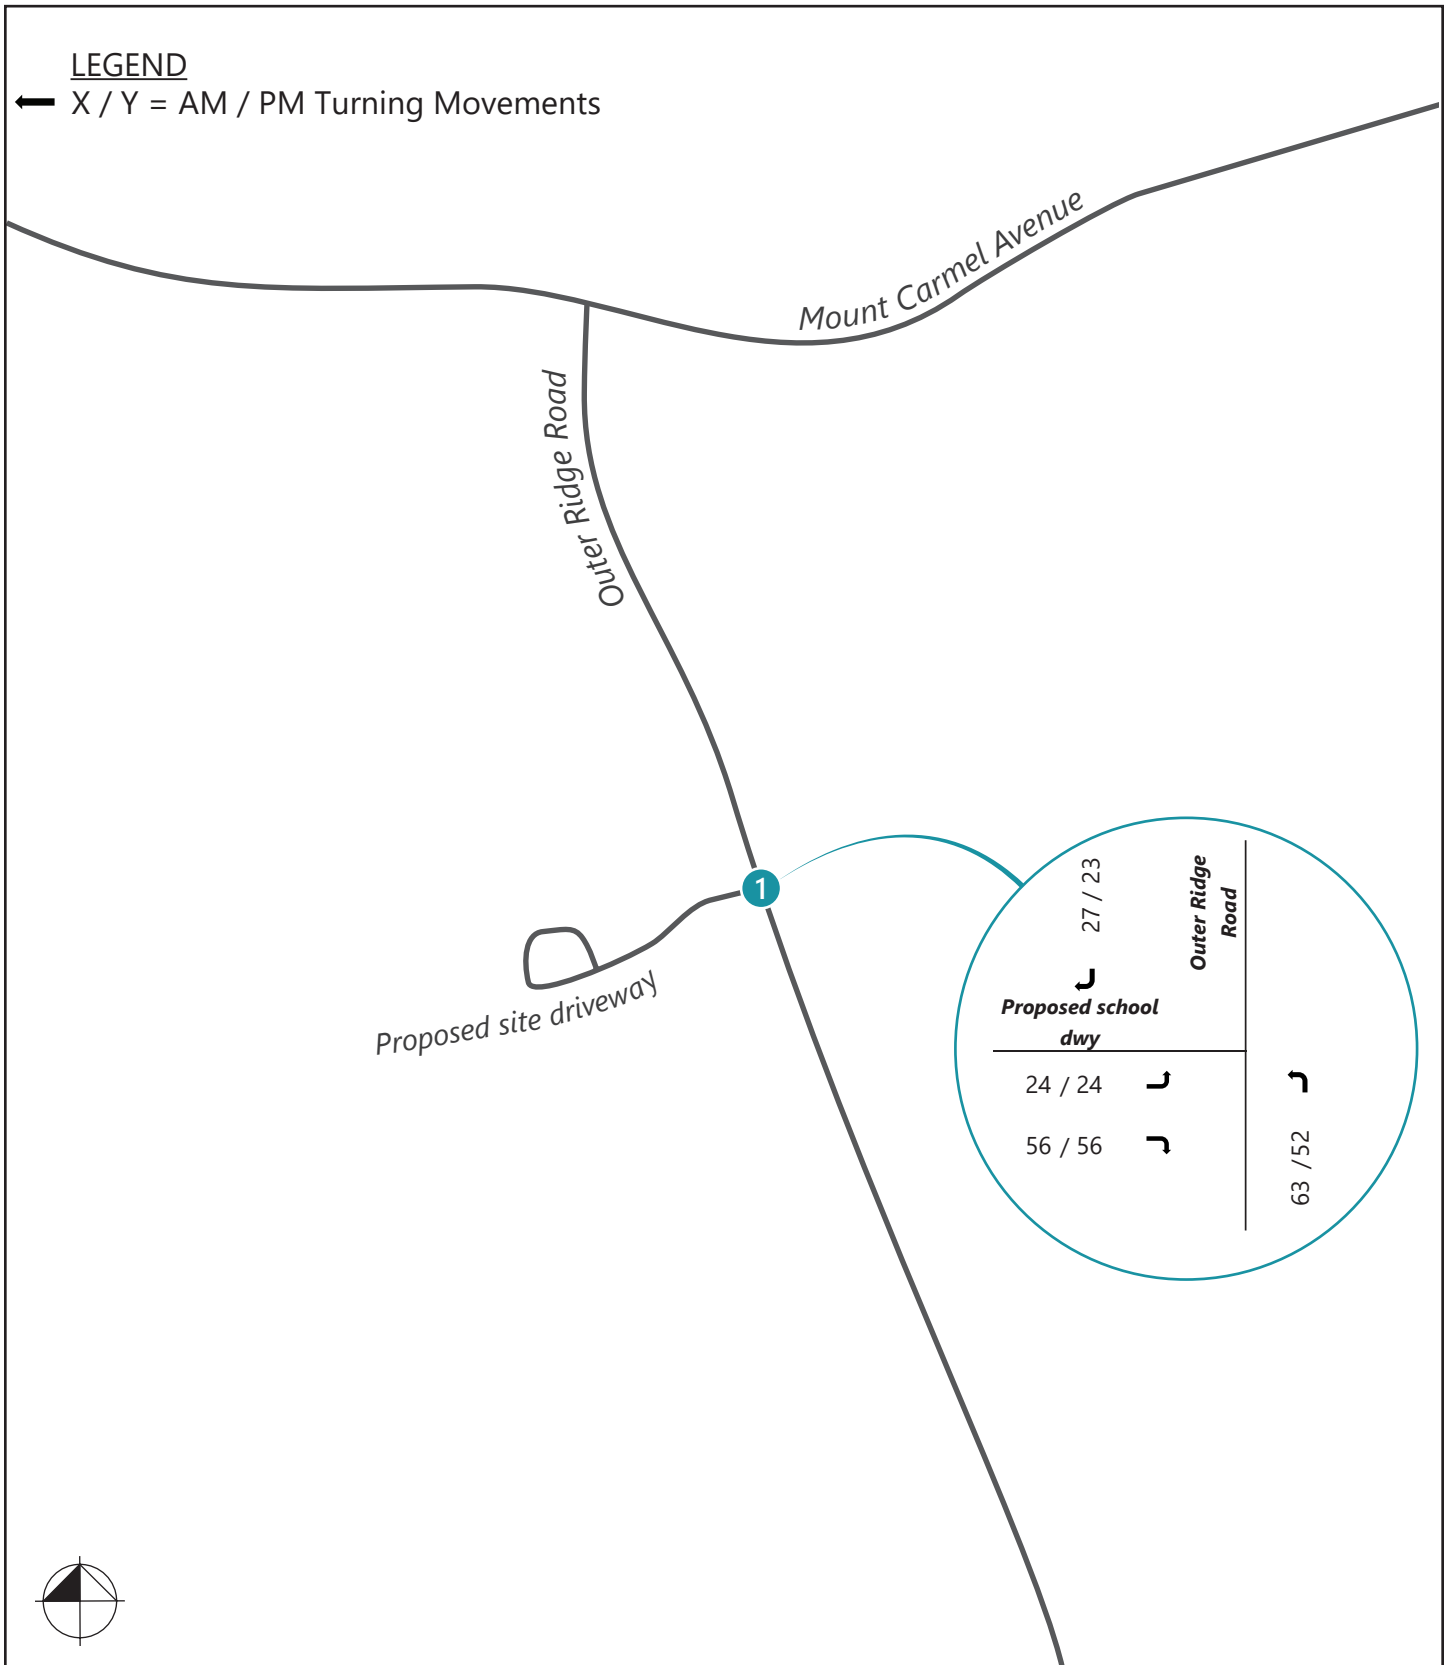 LEGEND
X / Y = AM / PM Turning Movements
Mount Carmel Avenue
Outer Ridge Road
1
Proposed site driveway
27 / 23
Outer Ridge
Road
Proposed school
dwy
24 / 24
56 / 56
63 /52